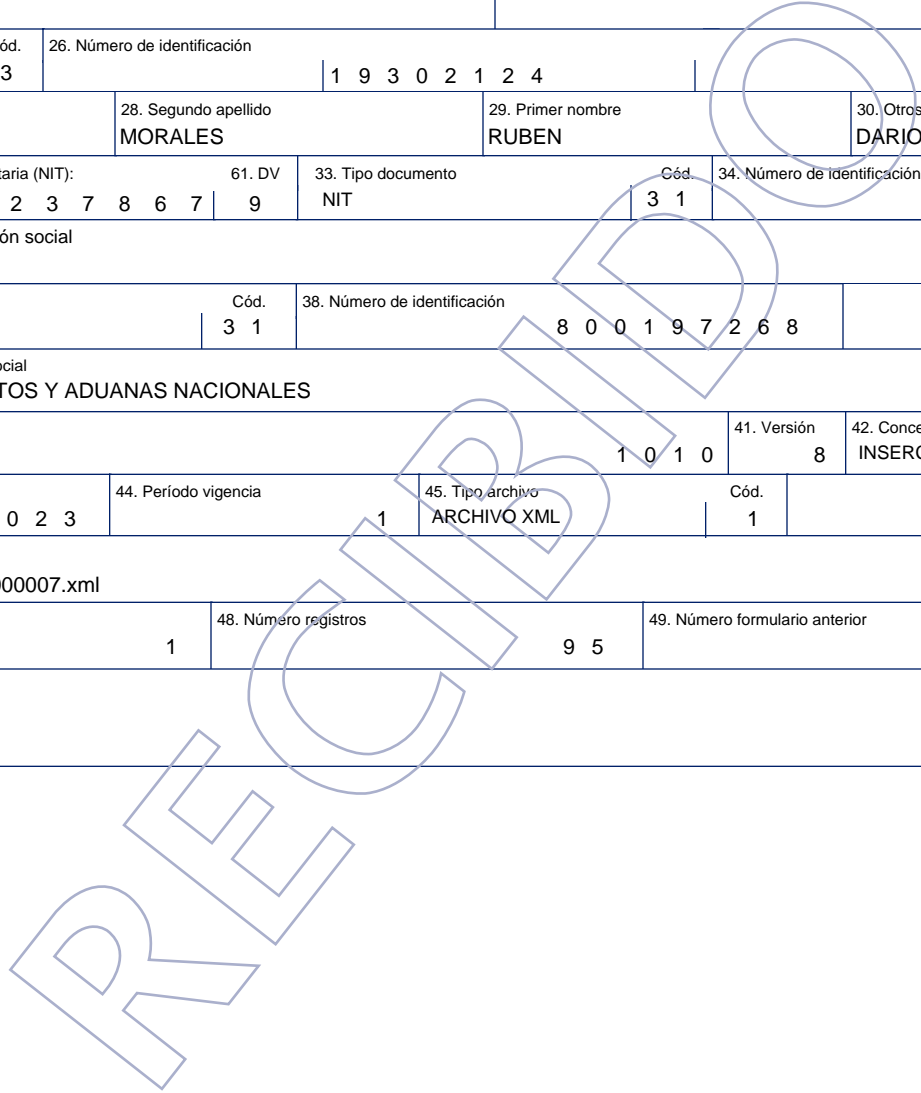 ód. 26. Número de identificación
3 1 9 3 0 2 1 2 4
28. Segundo apellido 29. Primer nombre 30. Otros
MORALES RUBEN DARIO
taria (NIT): 61. DV 33. Tipo documento Cód. 34. Número de identificación
2 3 7 8 6 7 9 NIT 3 1
ón social
Cód. 38. Número de identificación
3 1 8 0 0 1 9 7 2 6 8
ocial
TOS Y ADUANAS NACIONALES
41. Versión 42. Conce
1 0 1 0 8 INSERC
44. Período vigencia 45. Tipo archivo Cód.
0 2 3 1 ARCHIVO XML 1
000007.xml
48. Número registros 49. Número formulario anterior
1 9 5
RECIBIDO